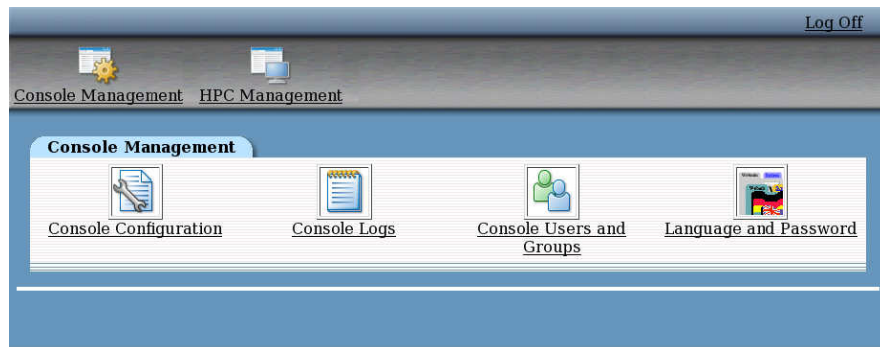 Log Off
Console Management HPC Management
Console Management
Console Configuration Console Logs Console Users and Language and Password
Groups